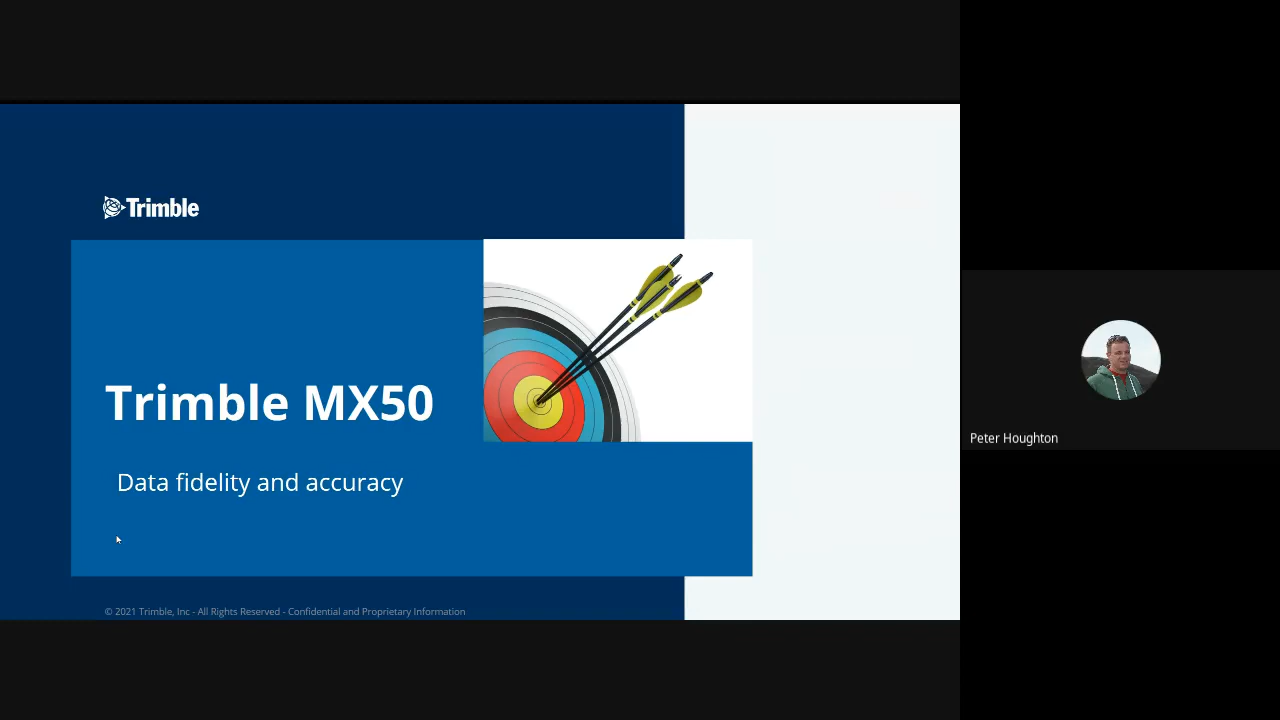 Trimble
Trimble MX50
Data fidelity and accuracy
© 2021 Trimble, Inc - All Rights Reserved - Confidential and Proprietary Information
Peter Houghton